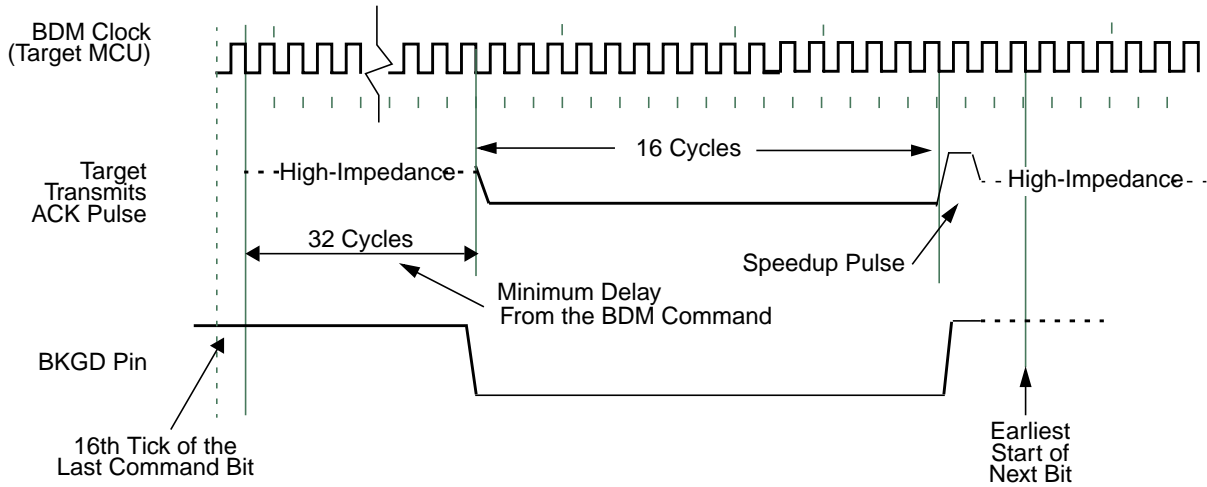 BDM Clock
(Target MCU)
16 Cycles
Target
Transmits
ACK Pulse
High-Impedance
High-Impedance
32 Cycles
Speedup Pulse
Minimum Delay
From the BDM Command
BKGD Pin
16th Tick of the
Last Command Bit
Earliest
Start of
Next Bit